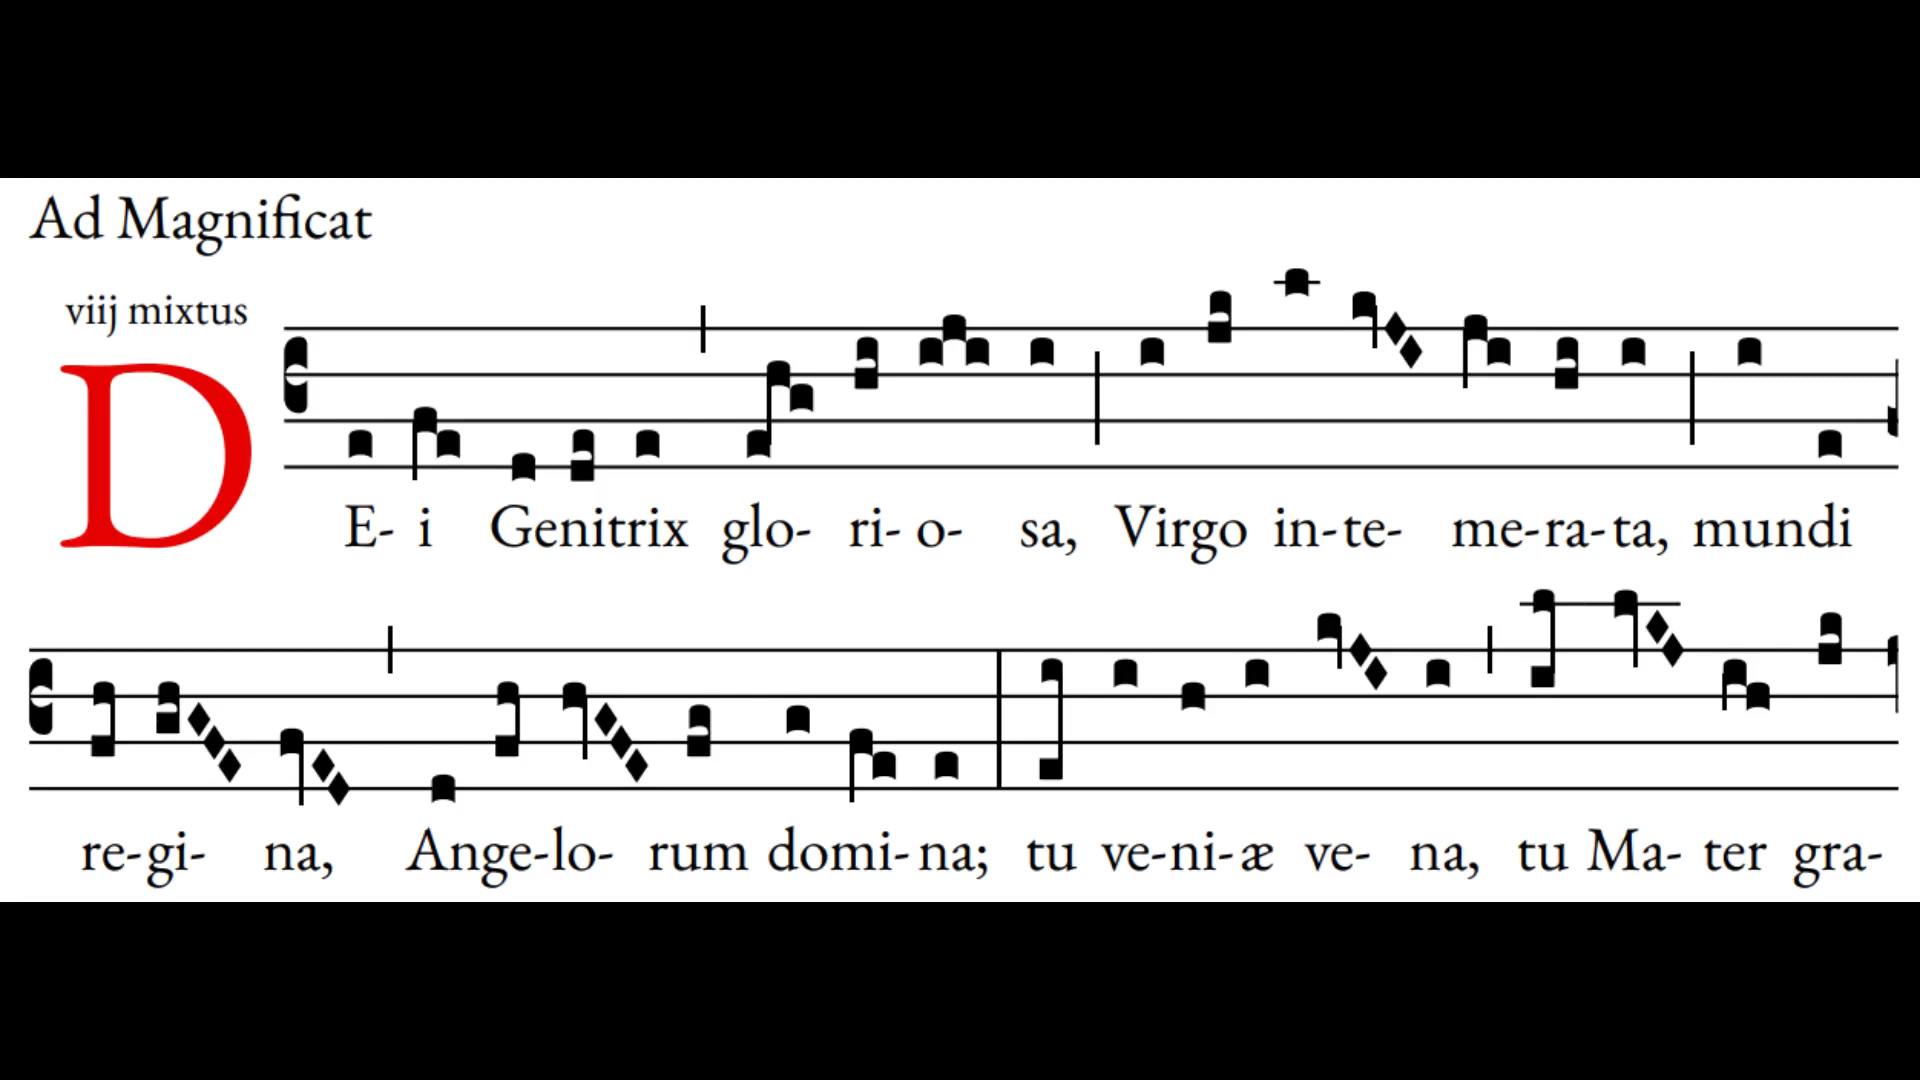 Ad Magnificat
viij mixtus
DE- i Genitrix glo- ri- o- sa, Virgo in-te- me-ra-ta, mundi
re-gi- na, Ange-lo- rum domi-na; tu ve-ni-æ ve- na, tu Ma- ter gra-